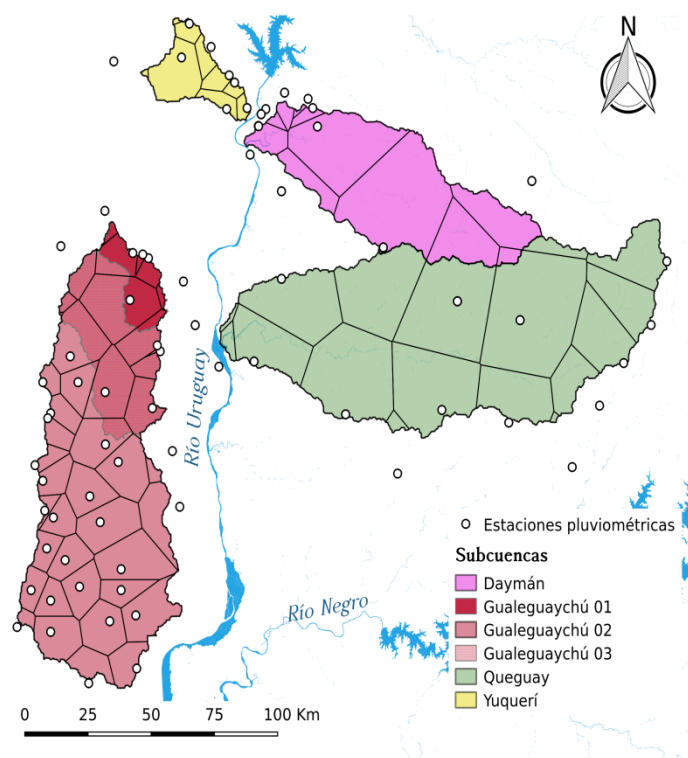 N
Río Uruguay
Río Negro
Estaciones pluviométricas
Subcuencas
Daymán
Gualeguaychú 01
Gualeguaychú 02
Gualeguaychú 03
Queguay
Yuquerí
0 25 50 75 100 Km